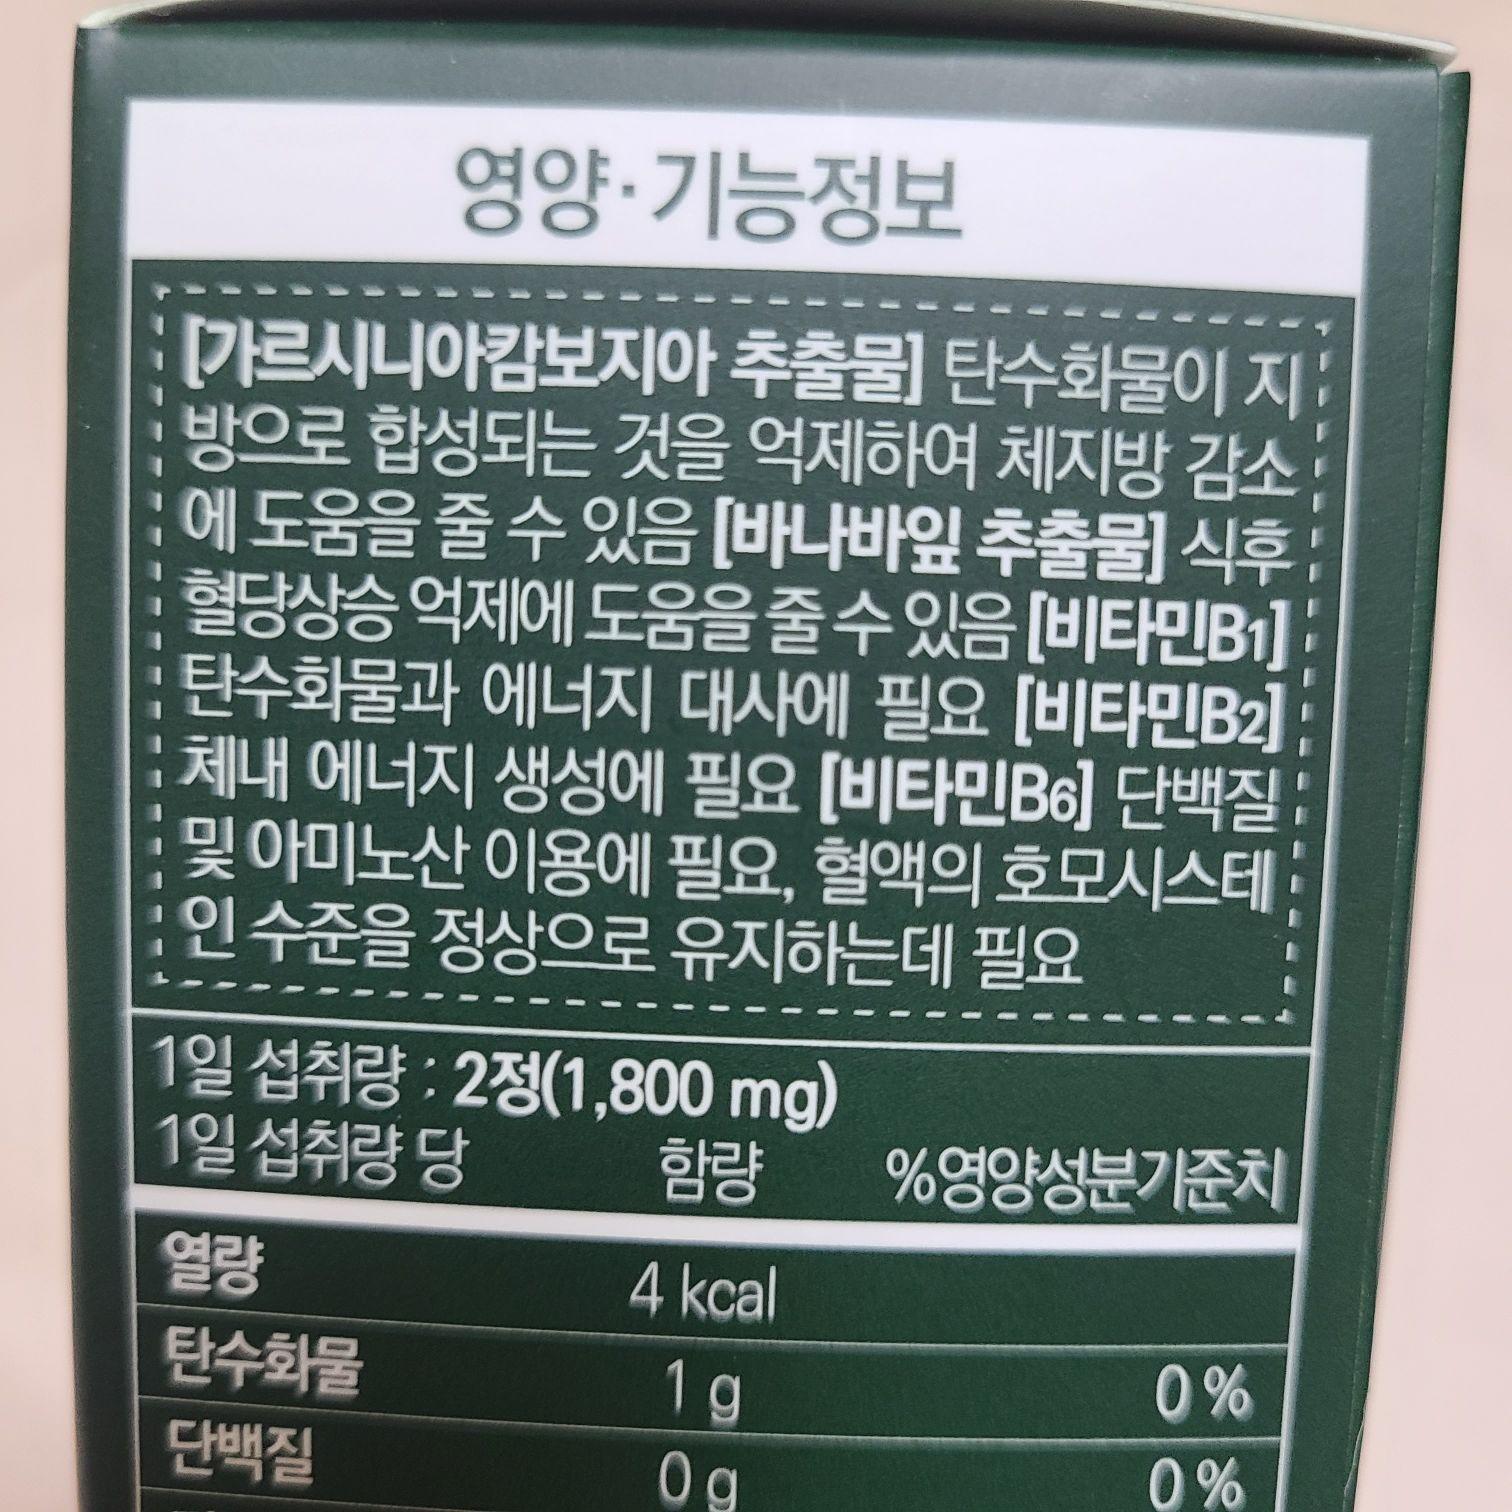 영양·기능정보
[가르시니아캄보지아 추출물] 탄수화물이 지
방으로 합성되는 것을 억제하여 체지방 감소
에 도움을 줄 수 있음 [바나바잎 추출물] 식후
혈당상승 억제에 도움을 줄 수 있음 [비타민B1]
탄수화물과 에너지 대사에 필요 [비타민B2]
체내 에너지 생성에 필요 [비타민B6] 단백질
및 아미노산 이용에 필요, 혈액의 호모시스테
인 수준을 정상으로 유지하는데 필요
1일 섭취량 : 2정(1,800 mg)
1일 섭취량 당 함량 %영양성분기준치
열량 4 kcal
탄수화물 1 g 0 %
단백질 0 g 0 %